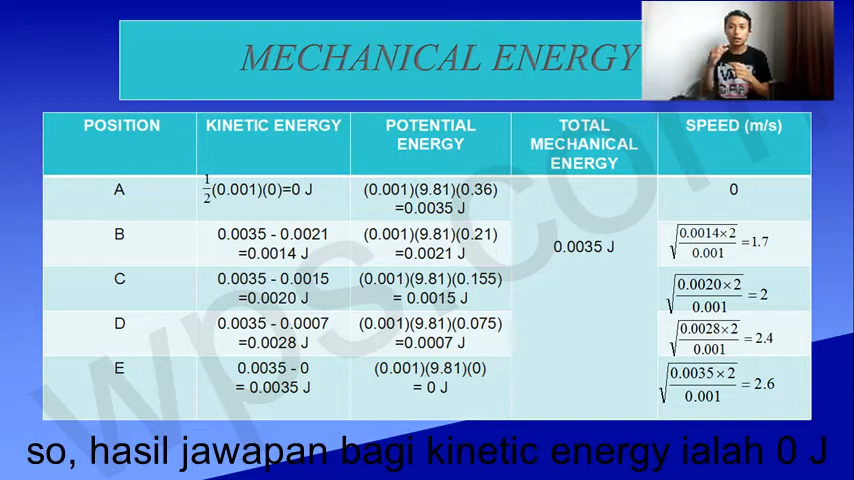 MECHANICAL ENERGY
POSITION
KINETIC ENERGY
POTENTIAL
ENERGY
TOTAL
MECHANICAL
ENERGY
SPEED (m/s)
A
1/2(0.001)(0)=0 J
(0.001)(9.81)(0.36)
=0.0035 J
0
B
0.0035 - 0.0021
=0.0014 J
(0.001)(9.81)(0.21)
=0.0021 J
0.0035 J
√(0.0014×2/0.001) =1.7
C
0.0035 - 0.0015
=0.0020 J
(0.001)(9.81)(0.155)
= 0.0015 J
√(0.0020×2/0.001) = 2
D
0.0035 - 0.0007
=0.0028 J
(0.001)(9.81)(0.075)
=0.0007 J
√(0.0028×2/0.001) = 2.4
E
0.0035 - 0
= 0.0035 J
(0.001)(9.81)(0)
= 0 J
√(0.0035×2/0.001) = 2.6
wps.com
so, hasil jawapan bagi kinetic energy ialah 0 J